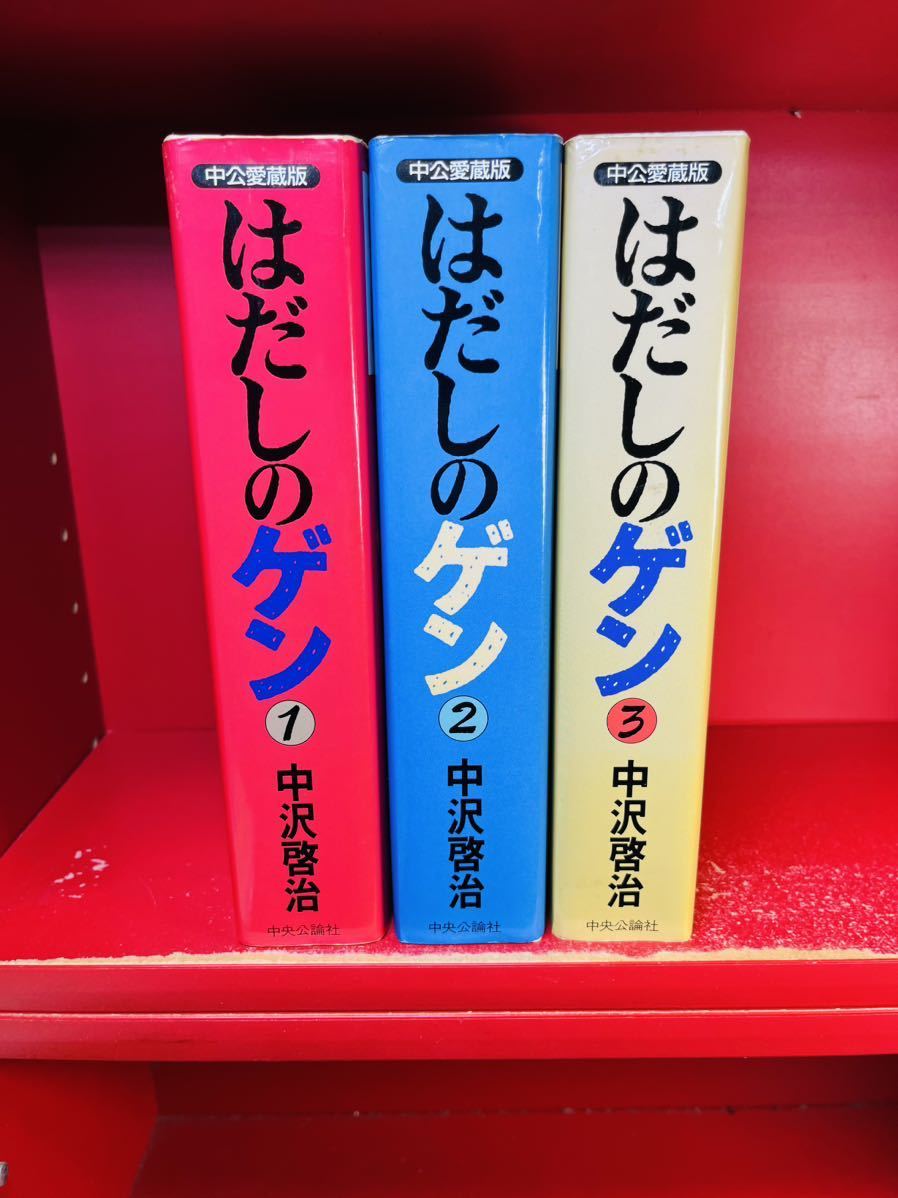 中公愛蔵版
はだしのゲン
1
中沢啓治
中央公論社
中公愛蔵版
はだしのゲン
2
中沢啓治
中央公論社
中公愛蔵版
はだしのゲン
3
中沢啓治
中央公論社